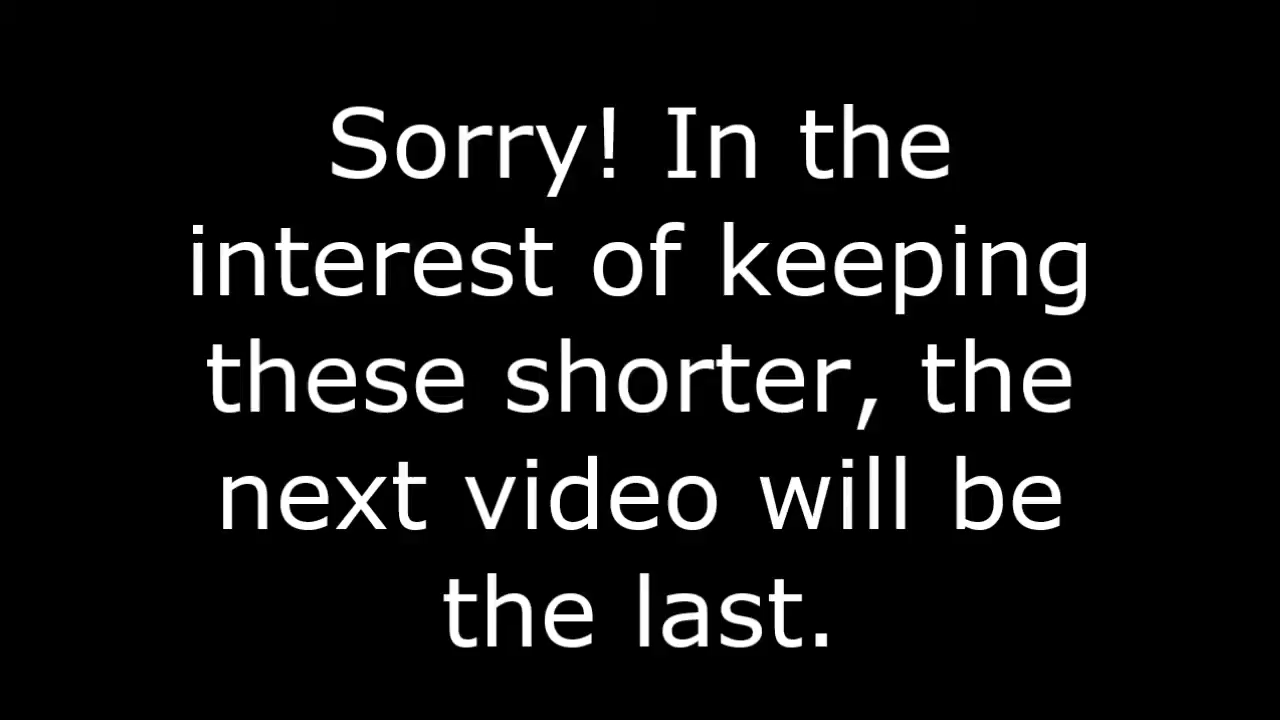 Sorry! In the
interest of keeping
these shorter, the
next video will be
the last.